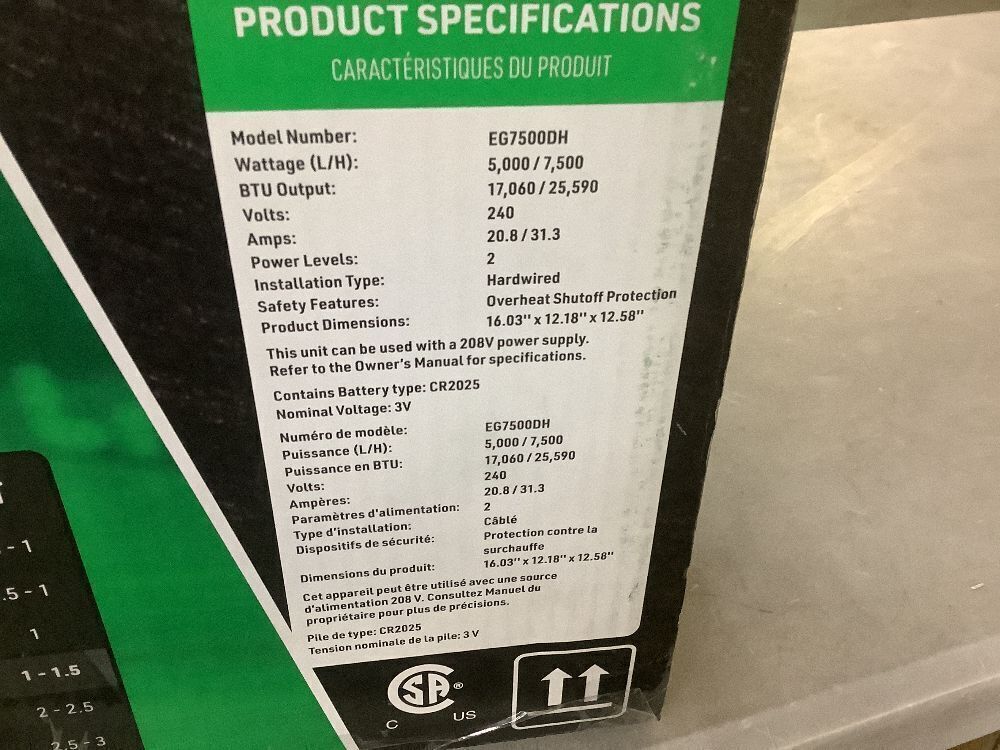 PRODUCT SPECIFICATIONS
CARACTÉRISTIQUES DU PRODUIT
Model Number: EG7500DH
Wattage (L/H): 5,000 / 7,500
BTU Output: 17,060 / 25,590
Volts: 240
Amps: 20.8 / 31.3
Power Levels: 2
Installation Type: Hardwired
Safety Features: Overheat Shutoff Protection
Product Dimensions: 16.03" x 12.18" x 12.58"
This unit can be used with a 208V power supply.
Refer to the Owner's Manual for specifications.
Contains Battery type: CR2025
Nominal Voltage: 3V
Numéro de modèle: EG7500DH
Puissance (L/H): 5,000 / 7,500
Puissance en BTU: 17,060 / 25,590
Volts: 240
Ampères: 20.8 / 31.3
Paramètres d'alimentation: 2
Type d'installation: Câblé
Dispositifs de sécurité: Protection contre la
surchauffe
Dimensions du produit: 16.03" x 12.18" x 12.58"
Cet appareil peut être utilisé avec une source
d'alimentation 208 V. Consultez Manuel du
propriétaire pour plus de précisions.
Pile de type: CR2025
Tension nominale de la pile: 3 V
SA®
C US
- 1
.5 - 1
1
1 - 1.5
2 - 2.5
2.5 - 3